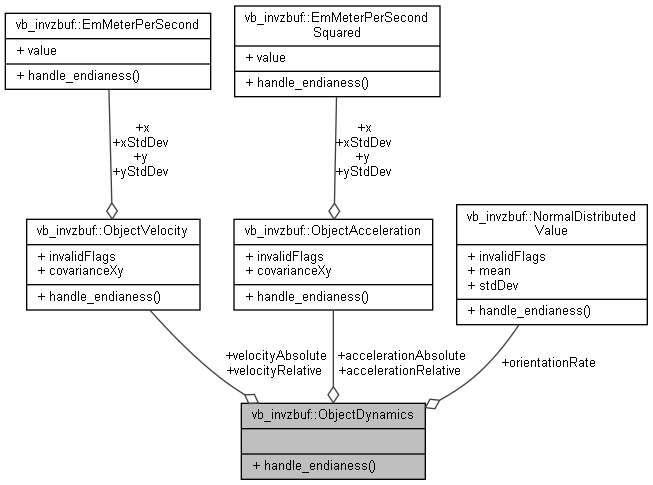 vb_invzbuf::EmMeterPerSecond
+ value
+ handle_endianess()
vb_invzbuf::EmMeterPerSecond
Squared
+ value
+ handle_endianess()
+x
+xStdDev
+y
+yStdDev
+x
+xStdDev
+y
+yStdDev
vb_invzbuf::ObjectVelocity
+ invalidFlags
+ covarianceXy
+ handle_endianess()
vb_invzbuf::ObjectAcceleration
+ invalidFlags
+ covarianceXy
+ handle_endianess()
vb_invzbuf::NormalDistributed
Value
+ invalidFlags
+ mean
+ stdDev
+ handle_endianess()
+velocityAbsolute
+velocityRelative
+accelerationAbsolute
+accelerationRelative
+orientationRate
vb_invzbuf::ObjectDynamics
+ handle_endianess()